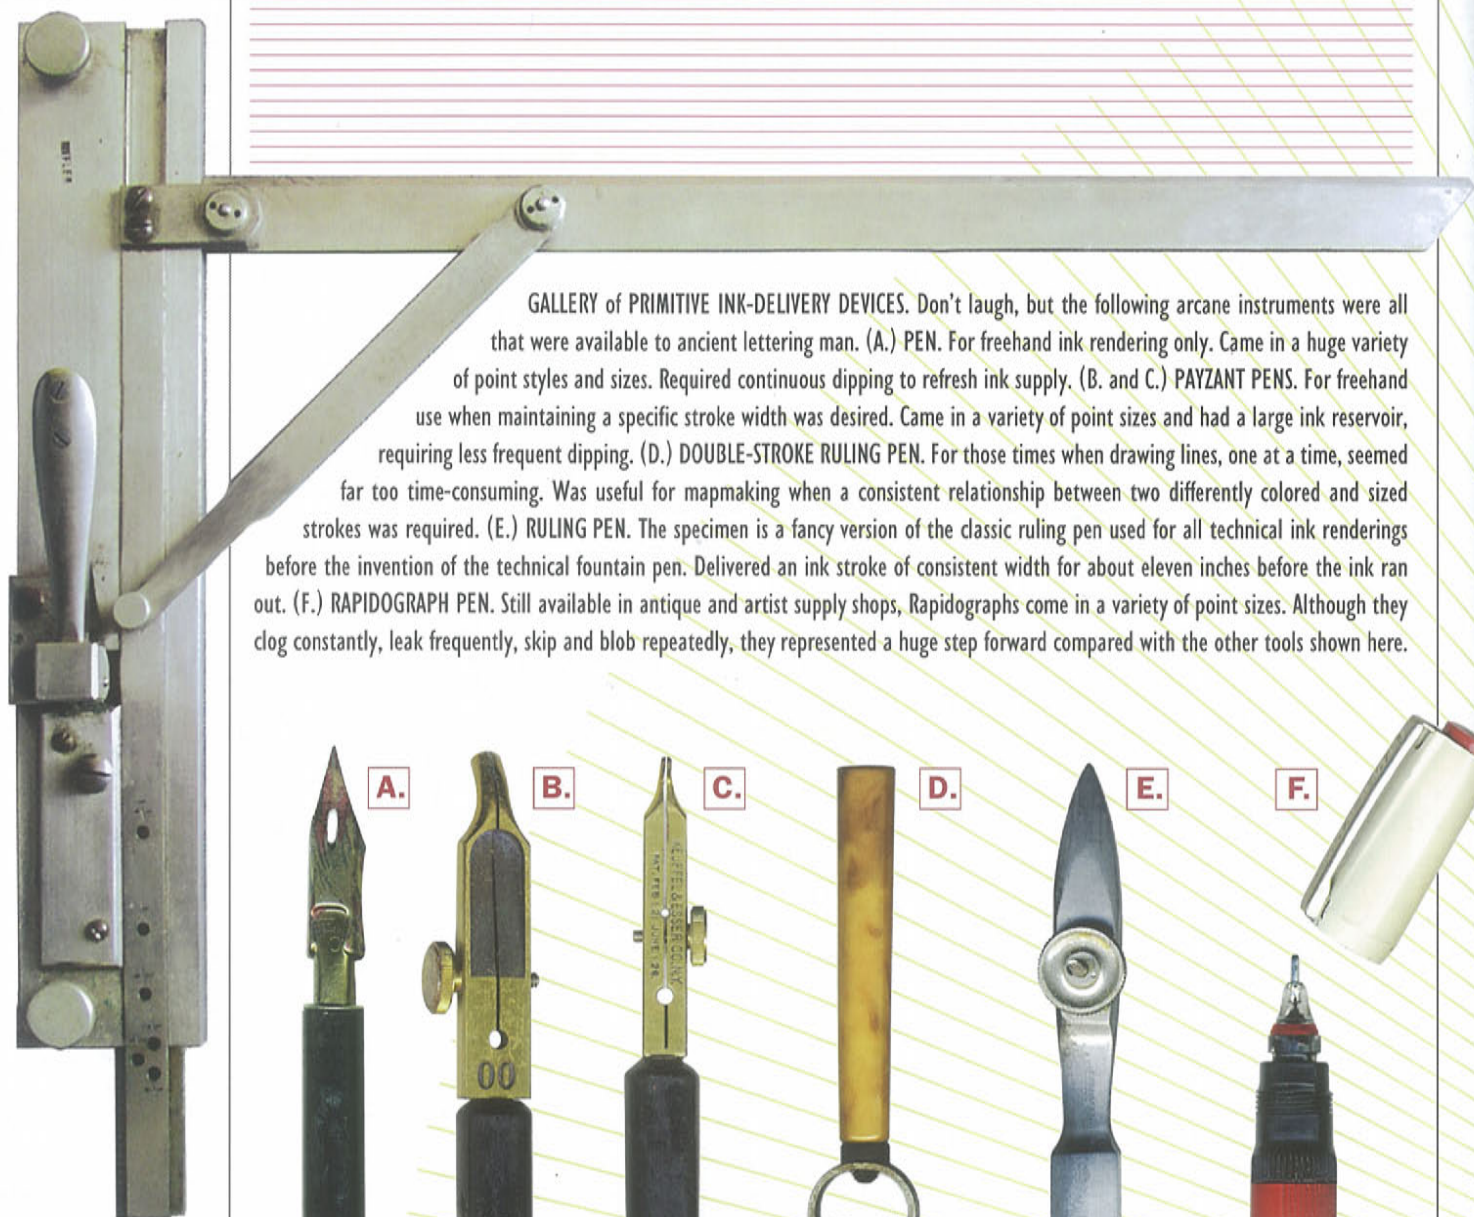 GALLERY of PRIMITIVE INK-DELIVERY DEVICES. Don't laugh, but the following arcane instruments were all
that were available to ancient lettering man. (A.) PEN. For freehand ink rendering only. Came in a huge variety
of point styles and sizes. Required continuous dipping to refresh ink supply. (B. and C.) PAYZANT PENS. For freehand
use when maintaining a specific stroke width was desired. Came in a variety of point sizes and had a large ink reservoir,
requiring less frequent dipping. (D.) DOUBLE-STROKE RULING PEN. For those times when drawing lines, one at a time, seemed
far too time-consuming. Was useful for mapmaking when a consistent relationship between two differently colored and sized
strokes was required. (E.) RULING PEN. The specimen is a fancy version of the classic ruling pen used for all technical ink renderings
before the invention of the technical fountain pen. Delivered an ink stroke of consistent width for about eleven inches before the ink ran
out. (F.) RAPIDOGRAPH PEN. Still available in antique and artist supply shops, Rapidographs come in a variety of point sizes. Although they
clog constantly, leak frequently, skip and blob repeatedly, they represented a huge step forward compared with the other tools shown here.
A.
B.
C.
D.
E.
F.
KEUFFEL & ESSER CO. N.Y.
00